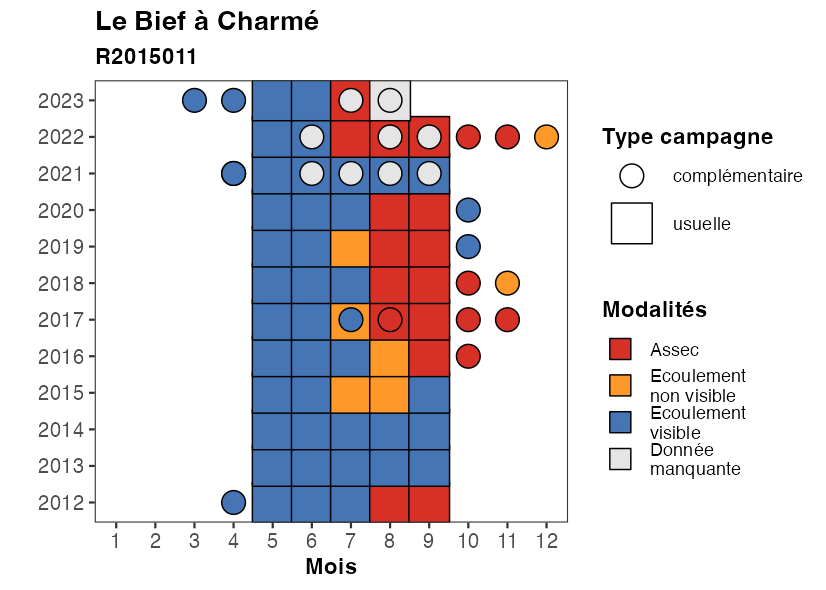 Le Bief à Charmé
R2015011
2023
2022
2021
2020
2019
2018
2017
2016
2015
2014
2013
2012
1 2 3 4 5 6 7 8 9 10 11 12
Mois
Type campagne
complémentaire
usuelle
Modalités
Assec
Ecoulement
non visible
Ecoulement
visible
Donnée
manquante